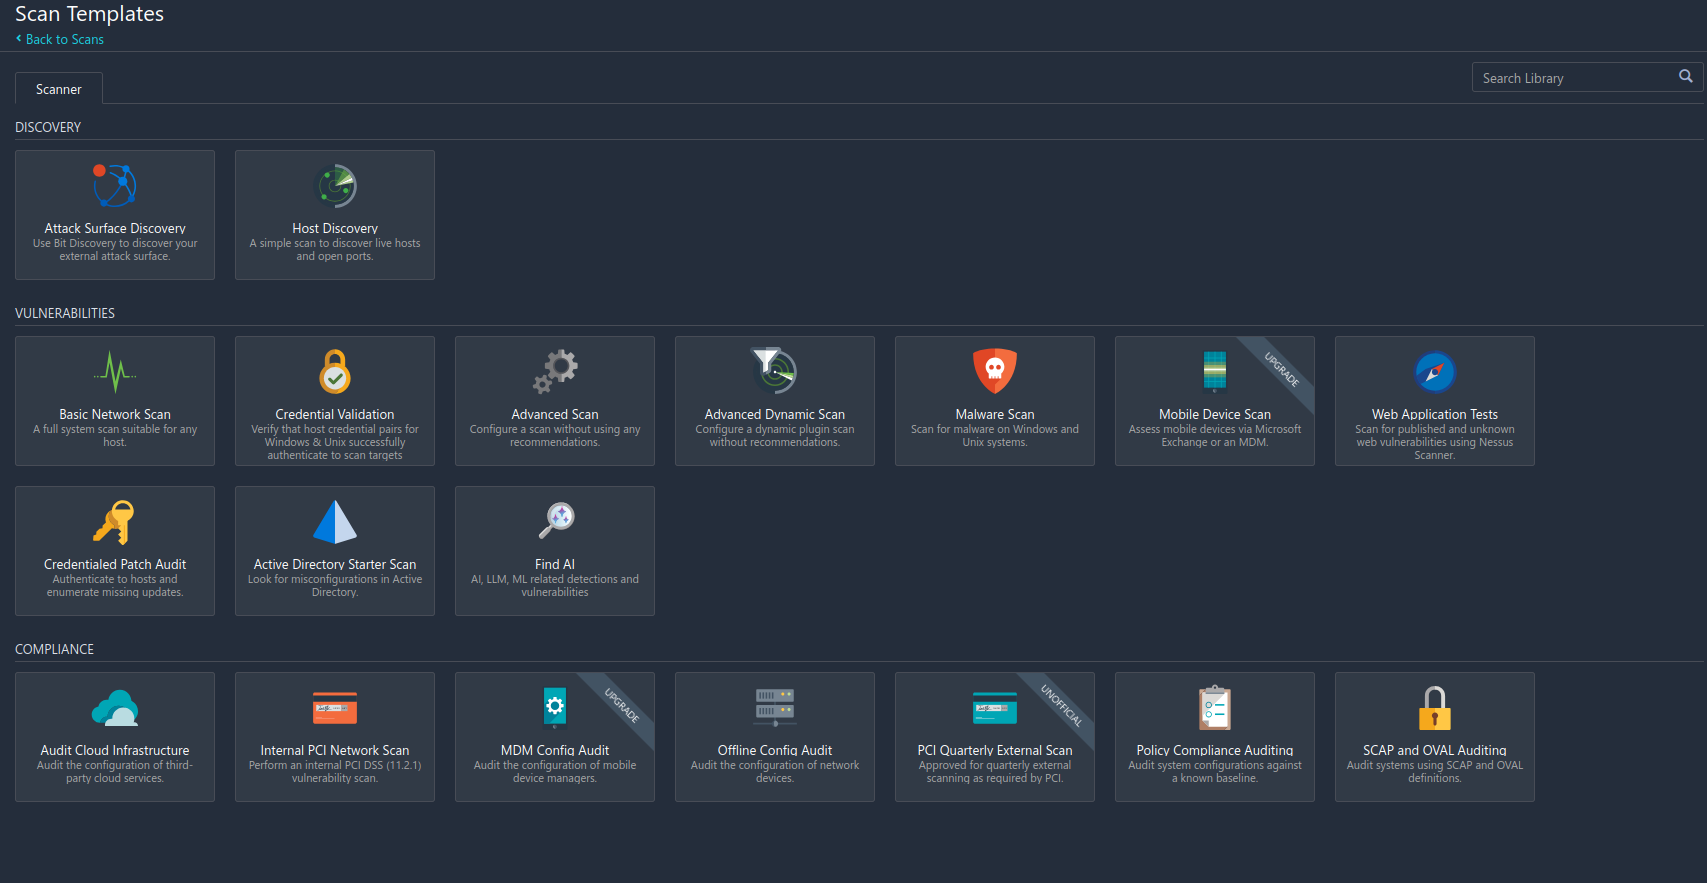 Scan Templates
Back to Scans
Scanner
Search Library
DISCOVERY
Attack Surface Discovery
Use Bit Discovery to discover your
external attack surface.
Host Discovery
A simple scan to discover live hosts
and open ports.
VULNERABILITIES
Basic Network Scan
A full system scan suitable for any
host.
Credential Validation
Verify that host credential pairs for
Windows & Unix successfully
authenticate to scan targets
Advanced Scan
Configure a scan without using any
recommendations.
Advanced Dynamic Scan
Configure a dynamic plugin scan
without recommendations.
Malware Scan
Scan for malware on Windows and
Unix systems.
UPGRADE
Mobile Device Scan
Assess mobile devices via Microsoft
Exchange or an MDM.
Web Application Tests
Scan for published and unknown
web vulnerabilities using Nessus
Scanner.
Credentialed Patch Audit
Authenticate to hosts and
enumerate missing updates.
Active Directory Starter Scan
Look for misconfigurations in Active
Directory.
Find AI
AI, LLM, ML related detections and
vulnerabilities
COMPLIANCE
Audit Cloud Infrastructure
Audit the configuration of third-
party cloud services.
Internal PCI Network Scan
Perform an internal PCI DSS (11.2.1)
vulnerability scan.
UPGRADE
MDM Config Audit
Audit the configuration of mobile
device managers.
Offline Config Audit
Audit the configuration of network
devices.
UNOFFICIAL
PCI Quarterly External Scan
Approved for quarterly external
scanning as required by PCI.
Policy Compliance Auditing
Audit system configurations against
a known baseline.
SCAP and OVAL Auditing
Audit systems using SCAP and OVAL
definitions.